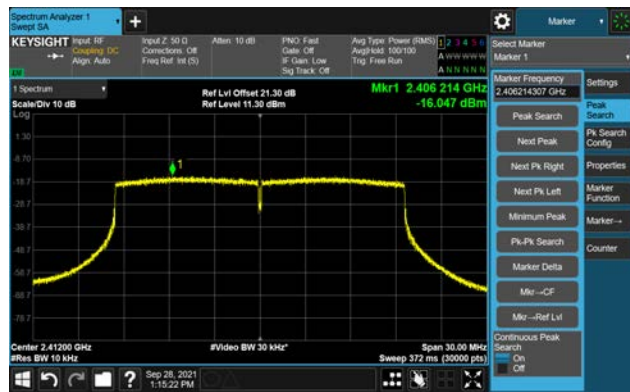 Spectrum Analyzer 1
Swept SA
Marker
KEYSIGHT
Input: RF
Coupling: DC
Align: Auto
Input Z: 50 Ω
Corrections: Off
Freq Ref: Int (S)
Atten: 10 dB
PNO: Fast
Gate: Off
IF Gain: Low
Sig Track: Off
Avg Type: Power (RMS)
Avg|Hold: 100/100
Trig: Free Run
1 2 3 4 5 6
A W W W W W
A N N N N N
Select Marker
Marker 1
1 Spectrum
Scale/Div 10 dB
Log
Ref Lvl Offset 21.30 dB
Ref Level 11.30 dBm
Mkr1 2.406 214 GHz
-16.047 dBm
Marker Frequency
2.406214307 GHz
Peak Search
Next Peak
Next Pk Right
Next Pk Left
Minimum Peak
Pk-Pk Search
Marker Delta
Mkr→CF
Mkr→Ref Lvl
Continuous Peak
Search
On
Off
Settings
Peak
Search
Pk Search
Config
Properties
Marker
Function
Marker→
Counter
1.30
-8.70
-18.7
-28.7
-38.7
-48.7
-58.7
-68.7
-78.7
1
Center 2.41200 GHz
#Res BW 10 kHz
#Video BW 30 kHz*
Span 30.00 MHz
Sweep 372 ms (30000 pts)
?
Sep 28, 2021
1:15:22 PM